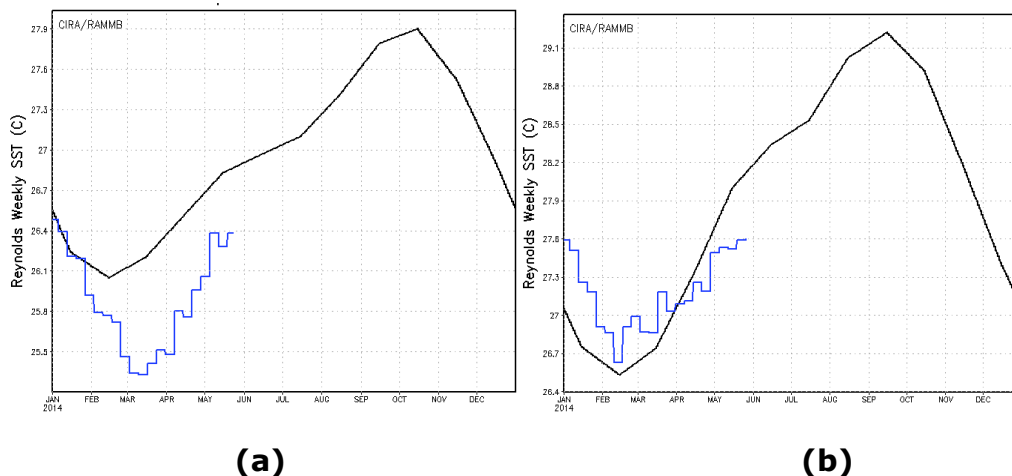 CIRA/RAMMB
Reynolds Weekly SST (C)
27.9
27.6
27.3
27
26.7
26.4
26.1
25.8
25.5
JAN FEB MAR APR MAY JUN JUL AUG SEP OCT NOV DEC
2014
(a)
CIRA/RAMMB
Reynolds Weekly SST (C)
29.1
28.8
28.5
28.2
27.9
27.6
27.3
27
26.7
26.4
JAN FEB MAR APR MAY JUN JUL AUG SEP OCT NOV DEC
2014
(b)